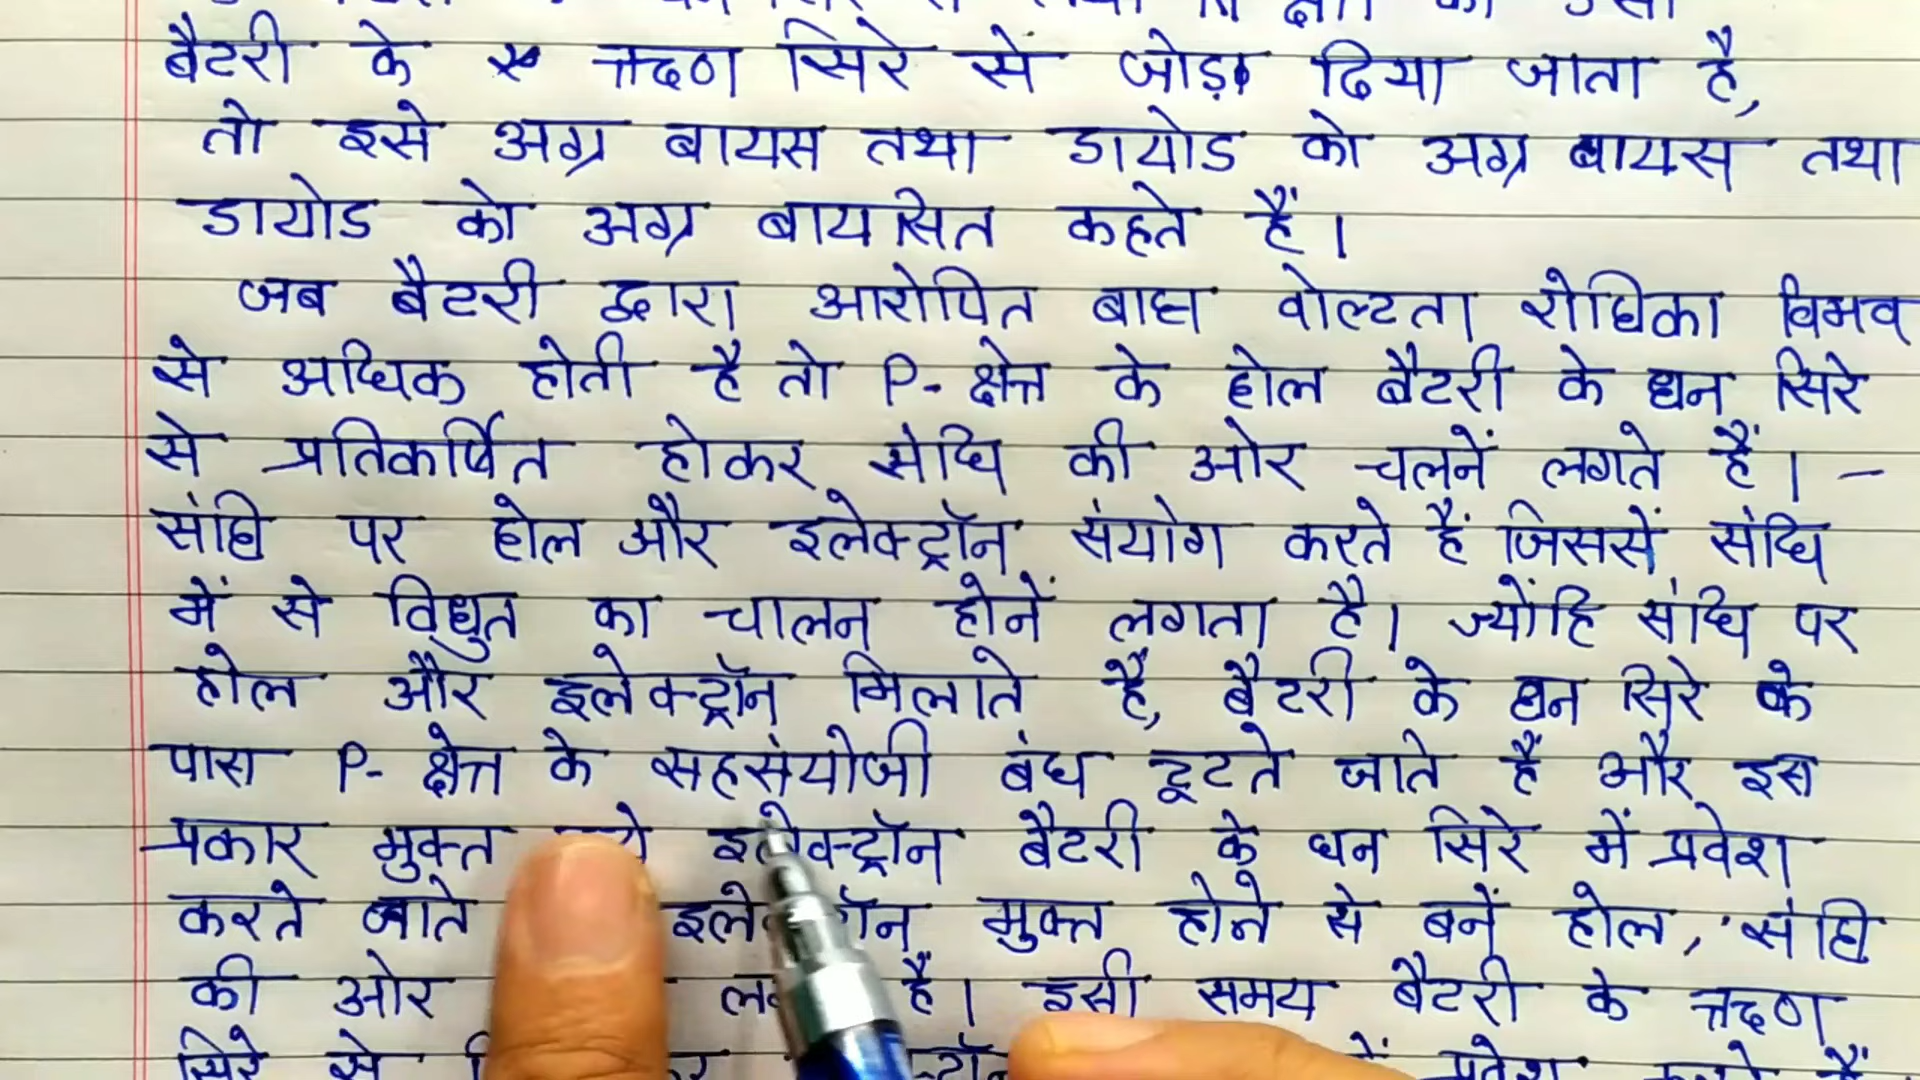 बैटरी के ऋण सिरे से जोड़ दिया जाता है,
तो इसे अग्र बायस तथा डायोड को अग्र बायस तथा
डायोड को अग्र बायसित कहते हैं।
जब बैटरी द्वारा आरोपित बाह्य वोल्टता रोधिका विभव
से अधिक होती है तो P- क्षेत्र के होल बैटरी के धन सिरे
से प्रतिकर्षित होकर संधि की ओर चलनें लगते हैं। –
संधि पर होल और इलेक्ट्रॉन संयोग करते हैं जिससें संधि
में से विधुत का चालन होनें लगता है। ज्योंहि संधि पर
होल और इलेक्ट्रॉन मिलाते है, बैटरी के धन सिरे के
पास P- क्षेत्र के सहसंयोजी बंध टूटते जाते हैं और इस
प्रकार मुक्त इलेक्ट्रॉन बैटरी के धन सिरे में प्रवेश
करते जाते इलेक्ट्रॉन मुक्त होने से बनें होल, संधि
की ओर है। इसी समय बैटरी के ऋण
सिरे से